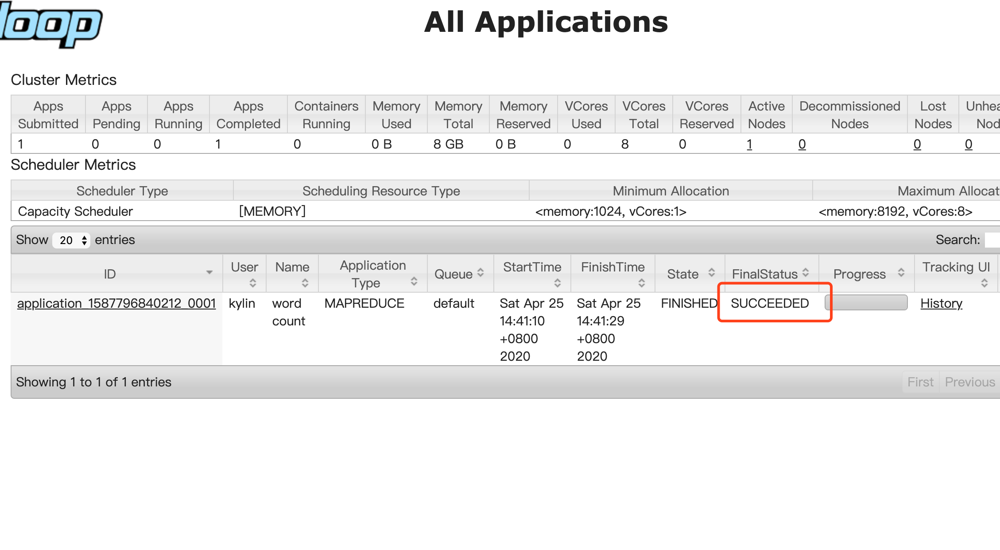 loop
All Applications
Cluster Metrics
Apps Submitted Apps Pending Apps Running Apps Completed Containers Running Memory Used Memory Total Memory Reserved VCores Used VCores Total VCores Reserved Active Nodes Decommissioned Nodes Lost Nodes Unhea Nod
1 0 0 1 0 0 B 8 GB 0 B 0 8 0 1 0 0 0
Scheduler Metrics
Scheduler Type Scheduling Resource Type Minimum Allocation Maximum Allocat
Capacity Scheduler [MEMORY] <memory:1024, vCores:1> <memory:8192, vCores:8>
Show 20 entries Search:
ID User Name Application Type Queue StartTime FinishTime State FinalStatus Progress Tracking UI
application_1587796840212_0001 kylin word count MAPREDUCE default Sat Apr 25 14:41:10 +0800 2020 Sat Apr 25 14:41:29 +0800 2020 FINISHED SUCCEEDED History
Showing 1 to 1 of 1 entries First Previous